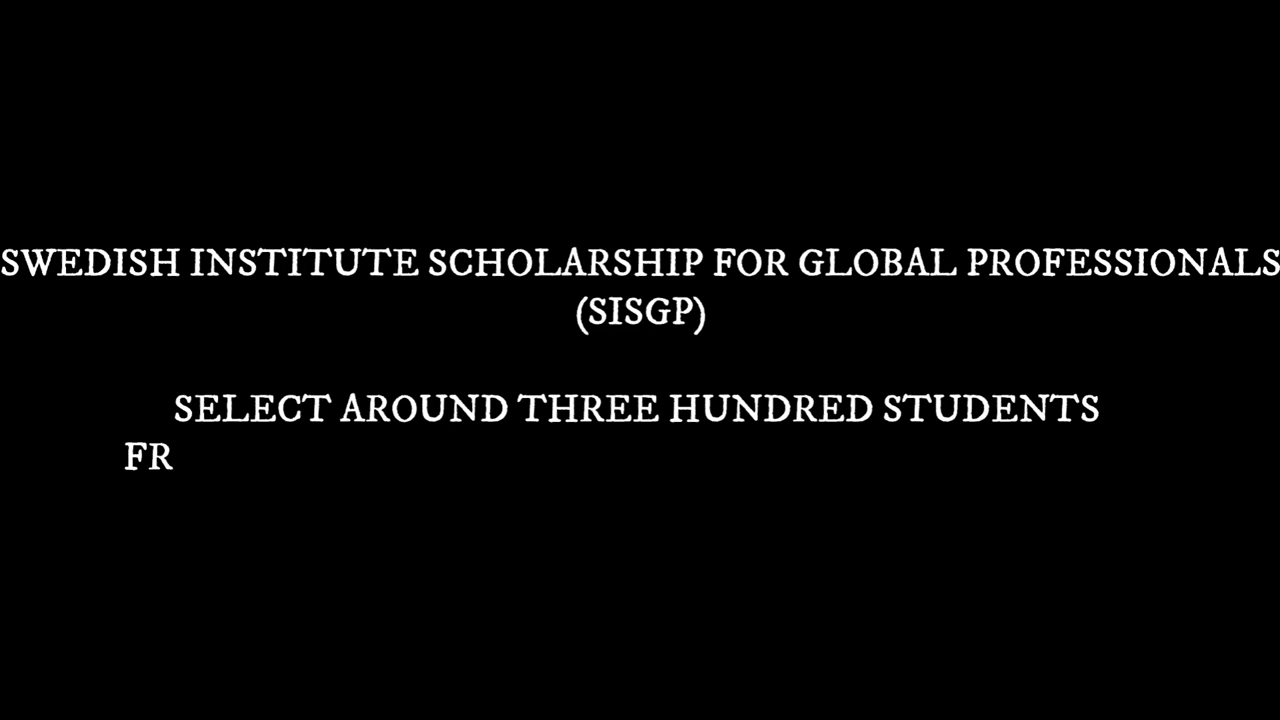 SWEDISH INSTITUTE SCHOLARSHIP FOR GLOBAL PROFESSIONALS
(SISGP)
SELECT AROUND THREE HUNDRED STUDENTS
FR